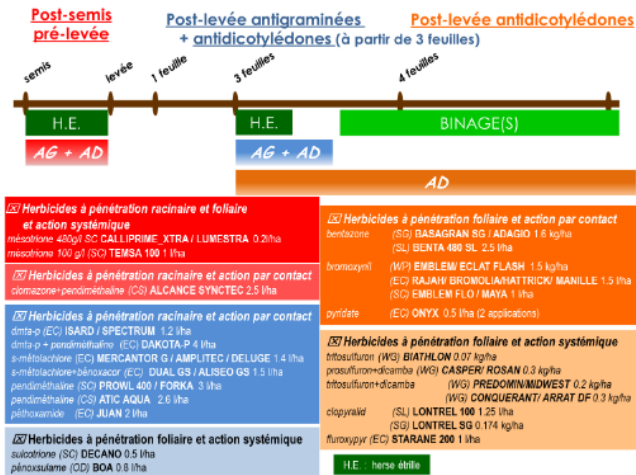 Post-semis
pré-levée
Post-levée antigraminées
+ antidicotylédones (à partir de 3 feuilles)
Post-levée antidicotylédones
semis
levée
1 feuille
3 feuilles
4 feuilles
H.E.
H.E.
BINAGE(S)
AG + AD
AG + AD
AD
Herbicides à pénétration racinaire et foliaire
et action systémique
mésotrione 480g/l SC CALLIPRIME_XTRA / LUMESTRA 0.2l/ha
mésotrione 100 g/l (SC) TEMSA 100 1 l/ha
Herbicides à pénétration racinaire et action par contact
clomazone+pendiméthaline (CS) ALCANCE SYNCTEC 2,5 l/ha
Herbicides à pénétration racinaire et action par contact
dmta-p (EC) ISARD / SPECTRUM 1.2 l/ha
dmta-p + pendiméthaline (EC) DAKOTA-P 4 l/ha
s-métolachlore (EC) MERCANTOR G / AMPLITEC / DELUGE 1.4 l/ha
s-métolachlore+bénoxacor (EC) DUAL GS / ALISEO GS 1.5 l/ha
pendiméthaline (SC) PROWL 400 / FORKA 3 l/ha
pendiméthaline (CS) ATIC AQUA 2.6 l/ha
péthoxamide (EC) JUAN 2 l/ha
Herbicides à pénétration foliaire et action systémique
sulcotrione (SC) DECANO 0.5 l/ha
pénoxsulame (OD) BOA 0.8 l/ha
Herbicides à pénétration foliaire et action par contact
bentazone (SG) BASAGRAN SG / ADAGIO 1.6 kg/ha
(SL) BENTA 480 SL 2.5 l/ha
bromoxynil (WP) EMBLEM/ ECLAT FLASH 1.5 kg/ha
(EC) RAJAH/ BROMOLIA/HATTRICK/ MANILLE 1.5 l/ha
(SC) EMBLEM FLO / MAYA 1 l/ha
pyridate (EC) ONYX 0.5 l/ha (2 applications)
Herbicides à pénétration foliaire et action systémique
tritosulfuron (WG) BIATHLON 0.07 kg/ha
prosulfuron+dicamba (WG) CASPER/ ROSAN 0.3 kg/ha
tritosulfuron+dicamba (WG) PREDOMIN/MIDWEST 0.2 kg/ha
(WG) CONQUERANT/ ARRAT DF 0.3 kg/ha
clopyralid (SL) LONTREL 100 1.25 l/ha
(SG) LONTREL SG 0.174 kg/ha
fluroxypyr (EC) STARANE 200 1 l/ha
H.E. : herse étrille